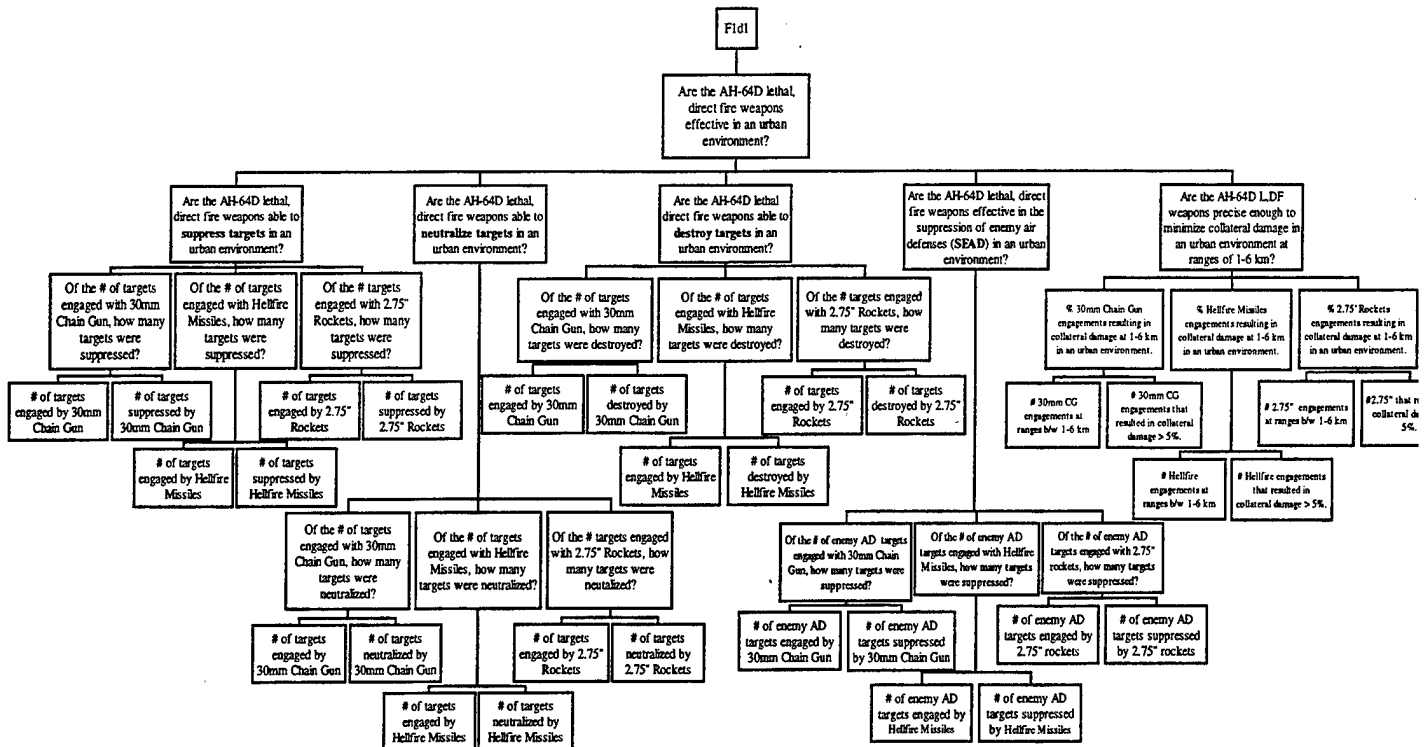 F1d1
Are the AH-64D lethal,
direct fire weapons
effective in an urban
environment?
Are the AH-64D lethal,
direct fire weapons able to
suppress targets in an
urban environment?
Are the AH-64D lethal,
direct fire weapons able to
neutralize targets in an
urban environment?
Are the AH-64D lethal
direct fire weapons able to
destroy targets in an
urban environment?
Are the AH-64D lethal, direct
fire weapons effective in the
suppression of enemy air
defenses (SEAD) in an urban
environment?
Are the AH-64D L,DF
weapons precise enough to
minimize collateral damage in
an urban environment at
ranges of 1-6 km?
Of the # of targets
engaged with 30mm
Chain Gun, how many
targets were
suppressed?
Of the # of targets
engaged with Hellfire
Missiles, how many
targets were
suppressed?
Of the # targets
engaged with 2.75"
Rockets, how many
targets were
suppressed?
Of the # of targets
engaged with 30mm
Chain Gun, how many
targets were destroyed?
Of the # of targets
engaged with Hellfire
Missiles, how many
targets were destroyed?
Of the # targets engaged
with 2.75" Rockets, how
many targets were
destroyed?
% 30mm Chain Gun
engagements resulting in
collateral damage at 1-6 km
in an urban environment.
% Hellfire Missiles
engagements resulting in
collateral damage at 1-6 km
in an urban environment.
% 2.75" Rockets
engagements resulting in
collateral damage at 1-6 km
in an urban environment.
# of targets
engaged by 30mm
Chain Gun
# of targets
suppressed by
30mm Chain Gun
# of targets
engaged by 2.75"
Rockets
# of targets
suppressed by
2.75" Rockets
# of targets
engaged by 30mm
Chain Gun
# of targets
destroyed by
30mm Chain Gun
# of targets
engaged by 2.75"
Rockets
# of targets
destroyed by 2.75"
Rockets
# 30mm CG
engagements at
ranges b/w 1-6 km
# 30mm CG
engagements that
resulted in collateral
damage > 5%.
# 2.75" engagements
at ranges b/w 1-6 km
#2.75" that
collateral
5%.
# of targets
engaged by Hellfire
Missiles
# of targets
suppressed by
Hellfire Missiles
# of targets
engaged by Hellfire
Missiles
# of targets
destroyed by
Hellfire Missiles
# Hellfire
engagements at
ranges b/w 1-6 km
# Hellfire engagements
that resulted in
collateral damage > 5%.
Of the # of targets
engaged with 30mm
Chain Gun, how many
targets were
neutralized?
Of the # of targets
engaged with Hellfire
Missiles, how many
targets were neutralized?
Of the # targets engaged
with 2.75" Rockets, how
many targets were
neutalized?
Of the # of enemy AD targets
engaged with 30mm Chain
Gun, how many targets were
suppressed?
Of the # of enemy AD
targets engaged with Hellfire
Missiles, how many targets
were suppressed?
Of the # of enemy AD
targets engaged with 2.75"
rockets, how many targets
were suppressed?
# of targets
engaged by
30mm Chain Gun
# of targets
neutralized by
30mm Chain Gun
# of targets
engaged by 2.75"
Rockets
# of targets
neutralized by
2.75" Rockets
# of enemy AD
targets engaged by
30mm Chain Gun
# of enemy AD
targets suppressed
by 30mm Chain Gun
# of enemy AD
targets engaged by
2.75" rockets
# of enemy AD
targets suppressed
by 2.75" rockets
# of targets
engaged by
Hellfire Missiles
# of targets
neutralized by
Hellfire Missiles
# of enemy AD
targets engaged by
Hellfire Missiles
# of enemy AD
targets suppressed
by Hellfire Missiles